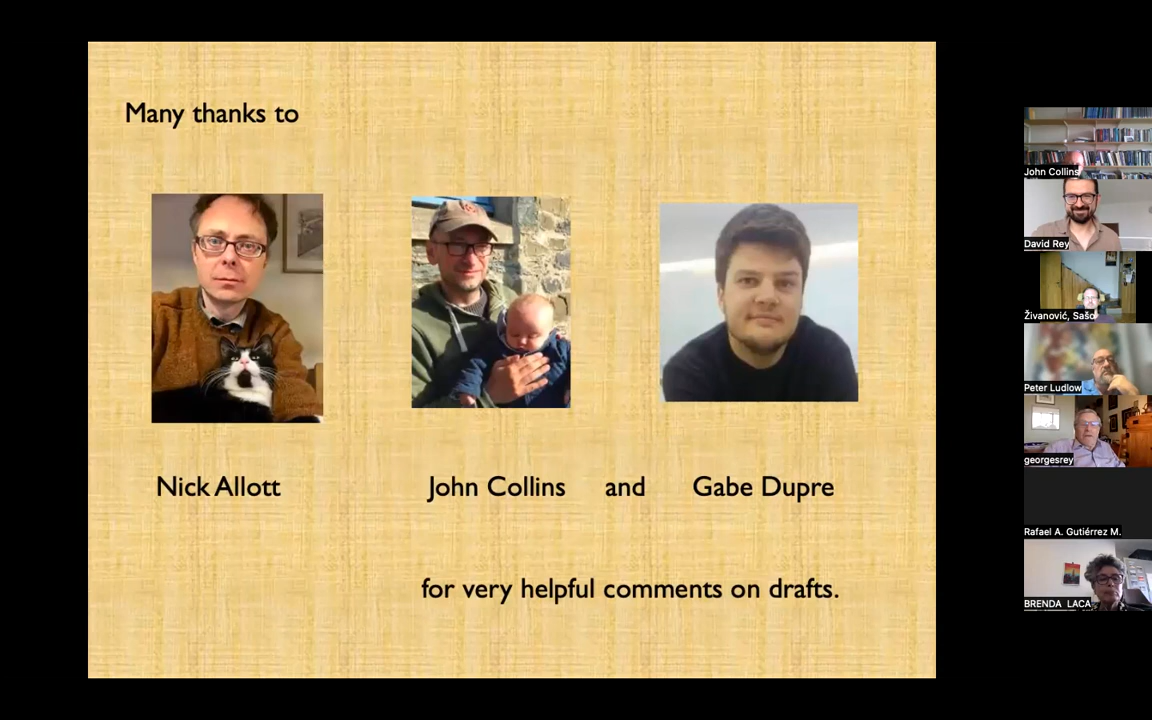 Many thanks to
Nick Allott John Collins and Gabe Dupre
for very helpful comments on drafts.
John Collins
David Rey
Živanović, Sašo
Peter Ludlow
georgesrey
Rafael A. Gutiérrez M.
BRENDA LACA